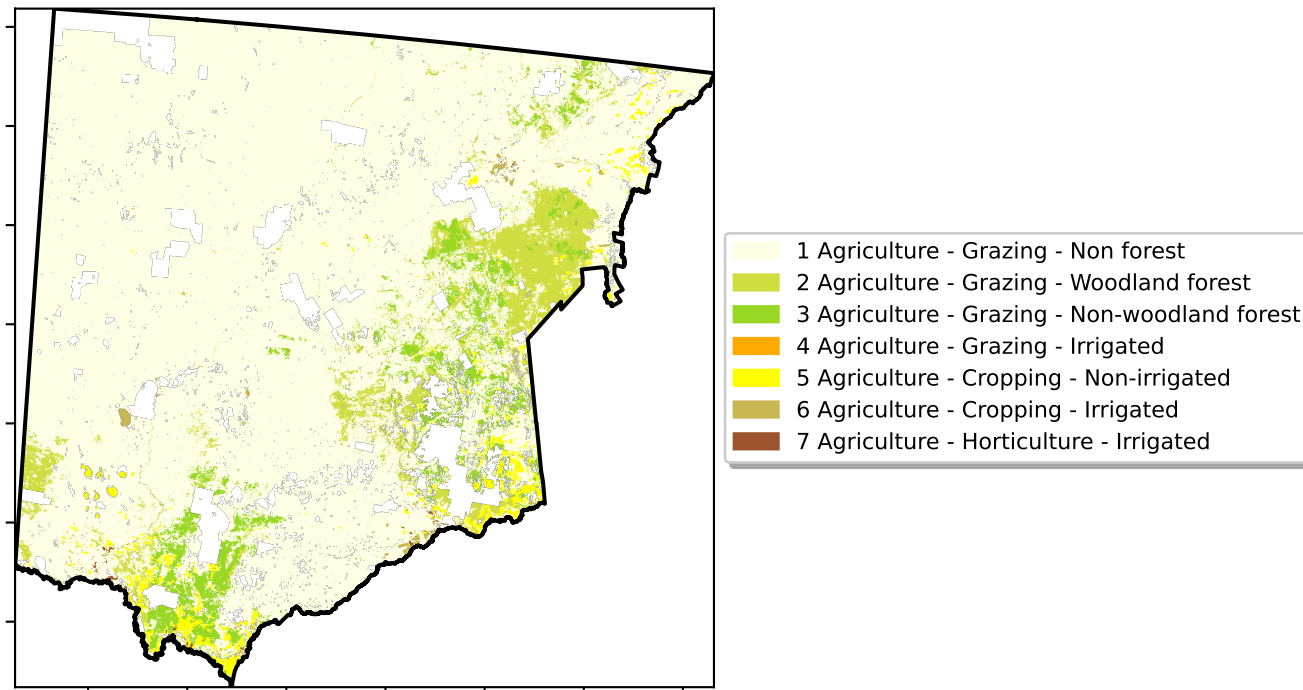 1 Agriculture - Grazing - Non forest
2 Agriculture - Grazing - Woodland forest
3 Agriculture - Grazing - Non-woodland forest
4 Agriculture - Grazing - Irrigated
5 Agriculture - Cropping - Non-irrigated
6 Agriculture - Cropping - Irrigated
7 Agriculture - Horticulture - Irrigated